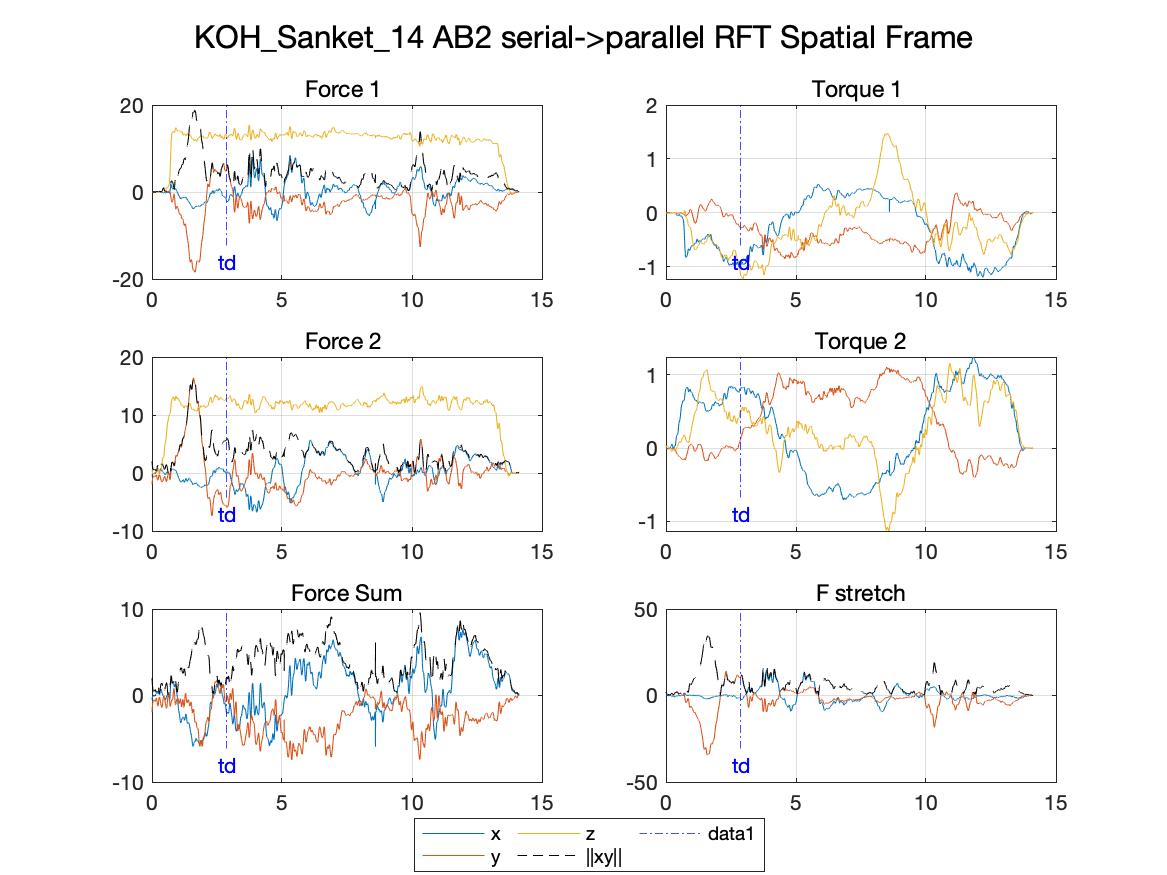 KOH_Sanket_14 AB2 serial->parallel RFT Spatial Frame
Force 1
20
0
-20
td
0 5 10 15
Torque 1
2
1
0
-1
td
0 5 10 15
Force 2
20
10
0
-10
td
0 5 10 15
Torque 2
1
0
-1
td
0 5 10 15
Force Sum
10
0
-10
td
0 5 10 15
F stretch
50
0
-50
td
0 5 10 15
x z data1
y ||xy||